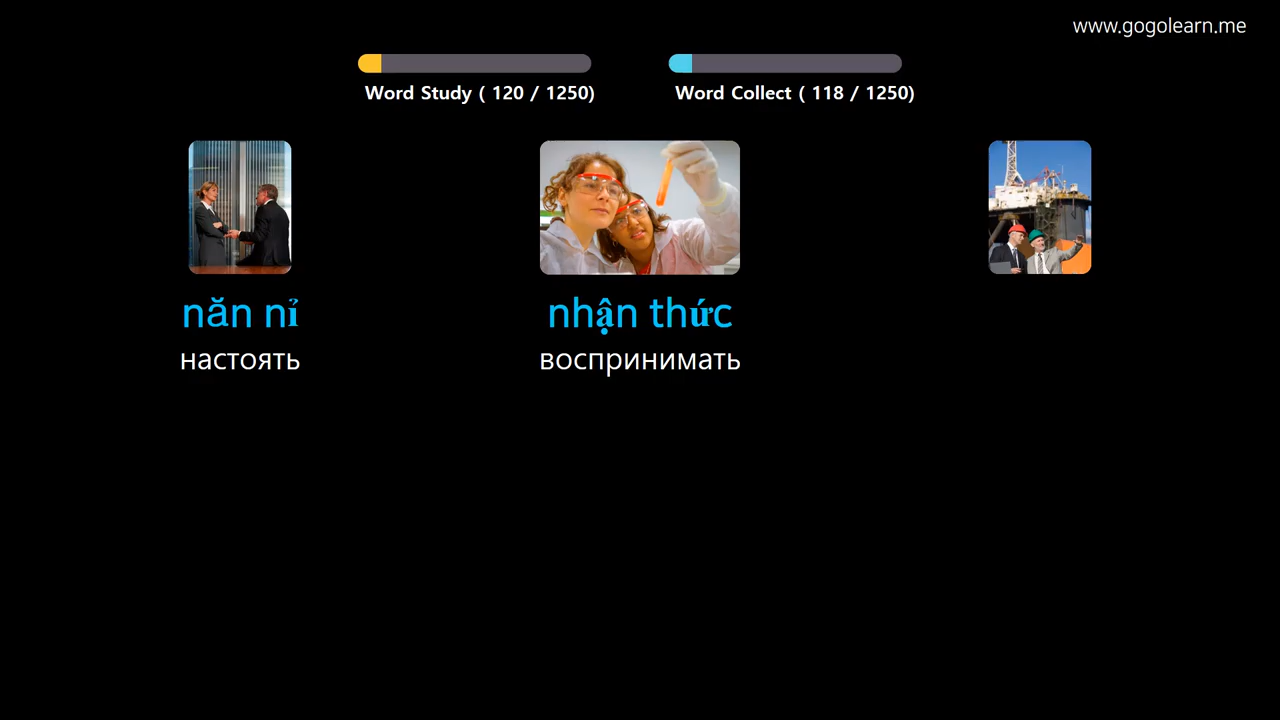 www.gogolearn.me
Word Study ( 120 / 1250)
Word Collect ( 118 / 1250)
năn nỉ
nhận thức
настоять
воспринимать